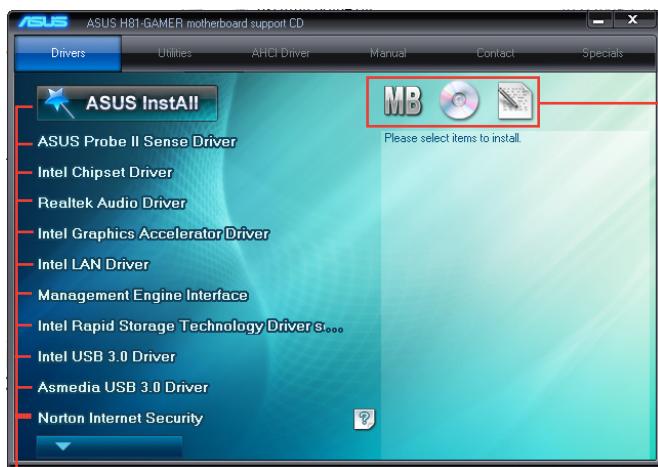 ASUS ASUS H81-GAMER motherboard support CD
Drivers Utilities AHCI Driver Manual Contact Specials
ASUS InstAll
MB
Please select items to install.
ASUS Probe II Sense Driver
Intel Chipset Driver
Realtek Audio Driver
Intel Graphics Accelerator Driver
Intel LAN Driver
Management Engine Interface
Intel Rapid Storage Technology Driver s...
Intel USB 3.0 Driver
Asmedia USB 3.0 Driver
Norton Internet Security
?